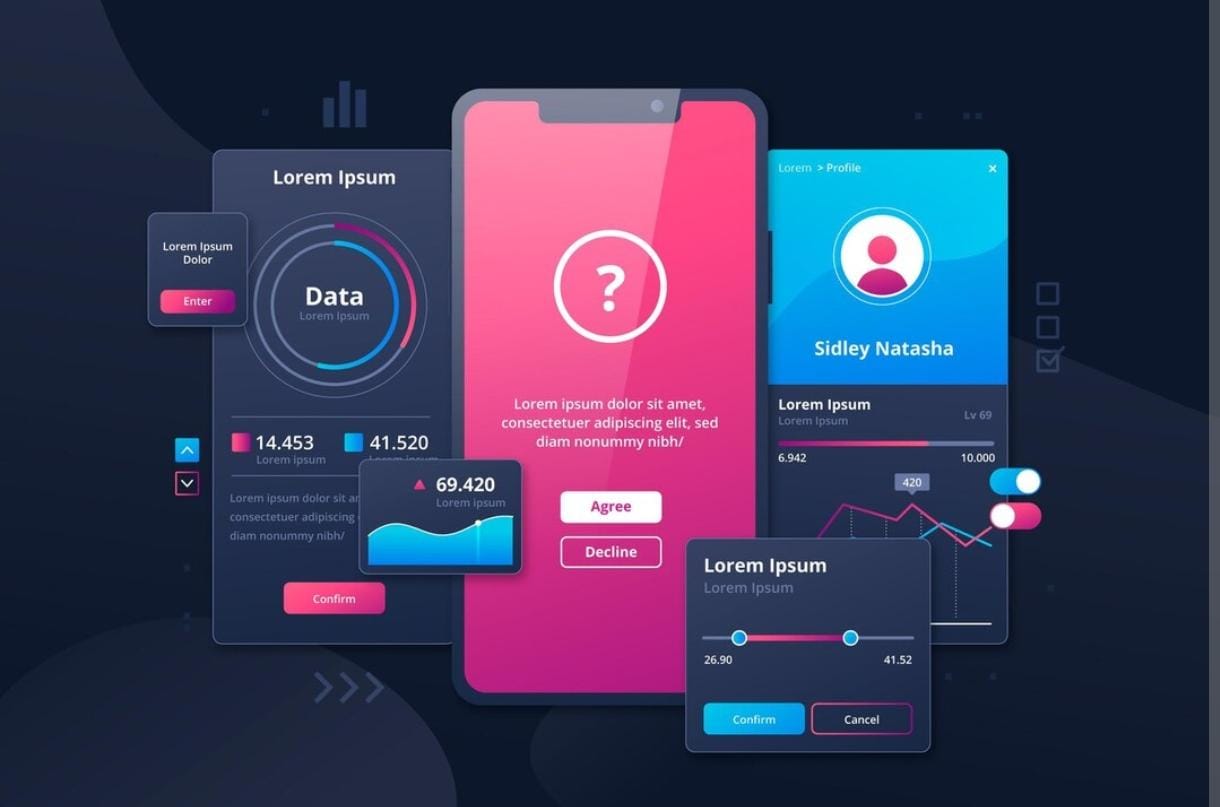 Lorem Ipsum
Lorem Ipsum
Dolor
Enter
Data
Lorem Ipsum
14.453
Lorem ipsum
41.520
Lorem ipsum
Lorem ipsum dolor sit
consectetuer adipiscing
diam nonummy nibh/
Confirm
69.420
Lorem ipsum
?
Lorem ipsum dolor sit amet,
consectetuer adipiscing elit, sed
diam nonummy nibh/
Agree
Decline
Lorem > Profile
×
Sidley Natasha
Lorem Ipsum
Lorem Ipsum
Lv 69
6.942
10.000
420
Lorem Ipsum
Lorem Ipsum
26.90
41.52
Confirm
Cancel